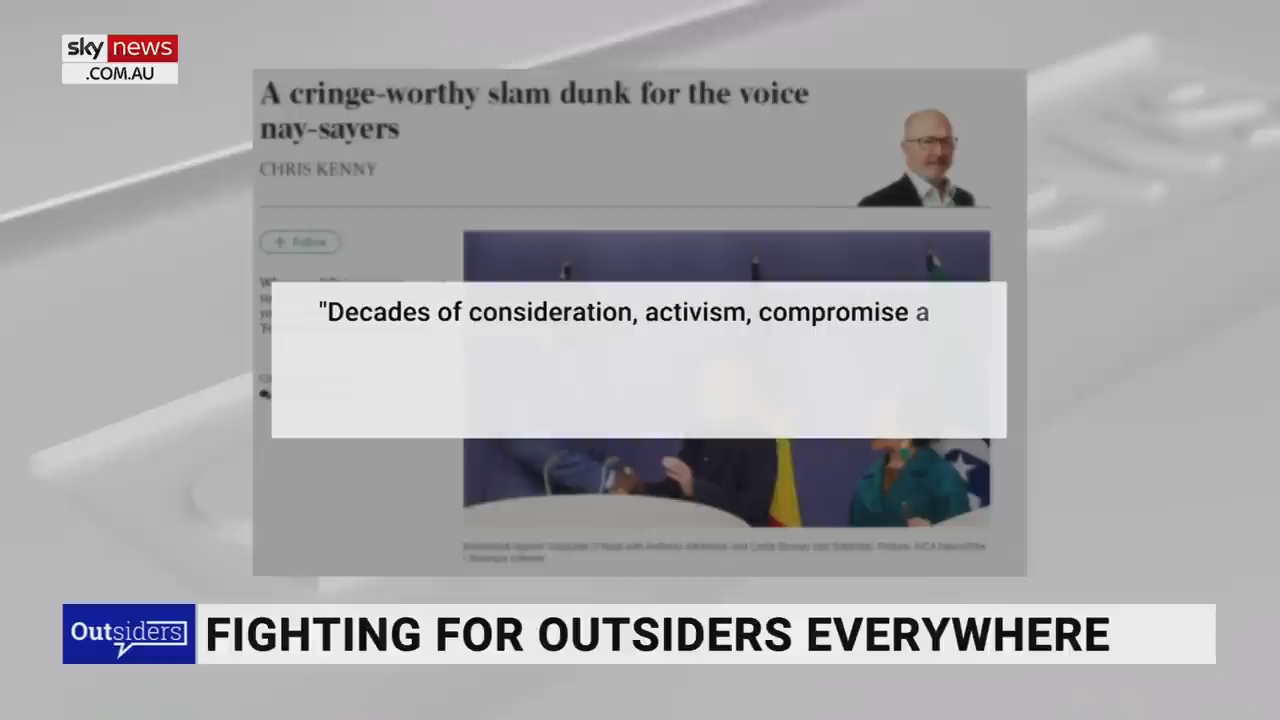 sky news
.COM.AU
A cringe-worthy slam dunk for the voice
nay-sayers
CHRIS KENNY
+ Follow
"Decades of consideration, activism, compromise a
Outsiders
FIGHTING FOR OUTSIDERS EVERYWHERE